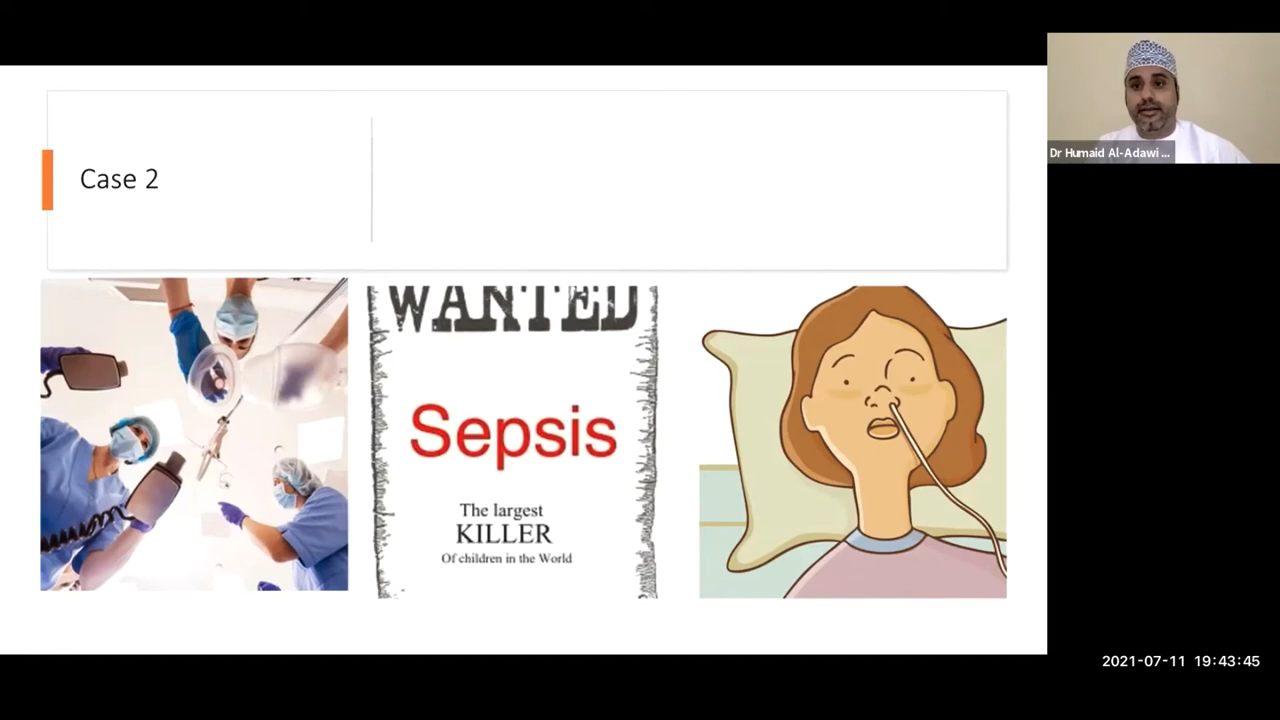 Case 2
WANTED
Sepsis
The largest
KILLER
Of children in the World
Dr Humaid Al-Adawi ...
2021-07-11 19:43:45